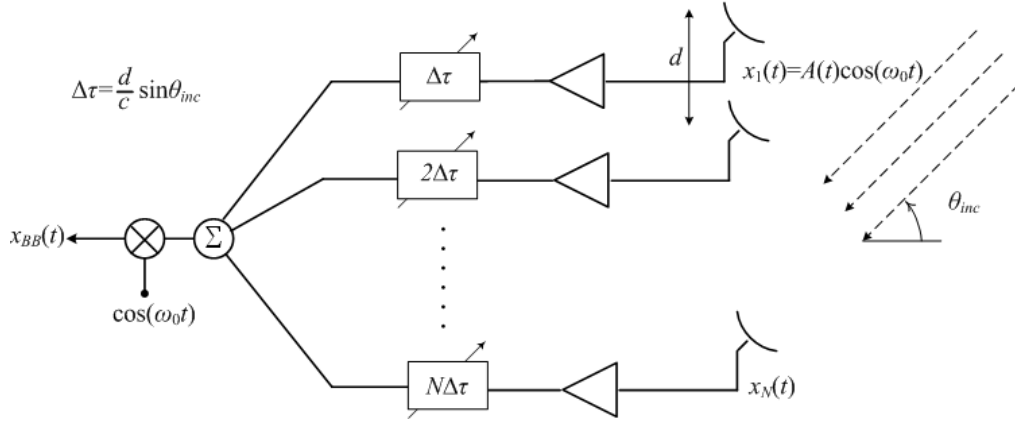 d
x₁(t)=A(t)cos(ω₀t)
Δτ
Δτ=d/c sinθinc
2Δτ
θinc
xBB(t)
Σ
cos(ω₀t)
NΔτ
xN(t)